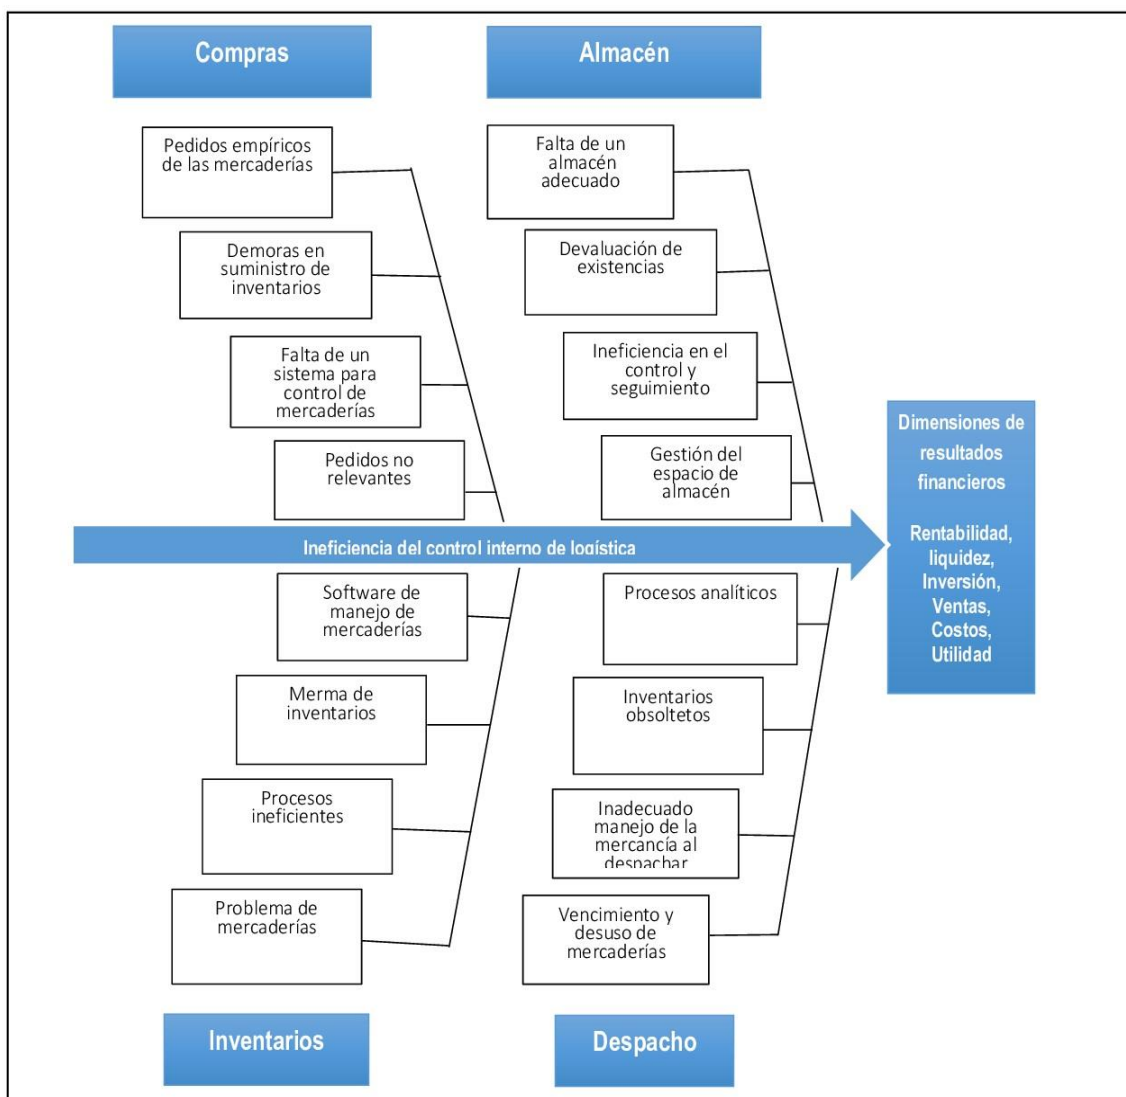 Compras
Almacén
Pedidos empíricos
de las mercaderías
Demoras en
suministro de
inventarios
Falta de un
sistema para
control de
mercaderías
Pedidos no
relevantes
Falta de un
almacén
adecuado
Devaluación de
existencias
Ineficiencia en el
control y
seguimiento
Gestión del
espacio de
almacén
Ineficiencia del control interno de logística
Dimensiones de
resultados
financieros
Rentabilidad,
liquidez,
Inversión,
Ventas,
Costos,
Utilidad
Software de
manejo de
mercaderías
Merma de
inventarios
Procesos
ineficientes
Problema de
mercaderías
Procesos analíticos
Inventarios
obsoltetos
Inadecuado
manejo de la
mercancía al
despachar
Vencimiento y
desuso de
mercaderías
Inventarios
Despacho